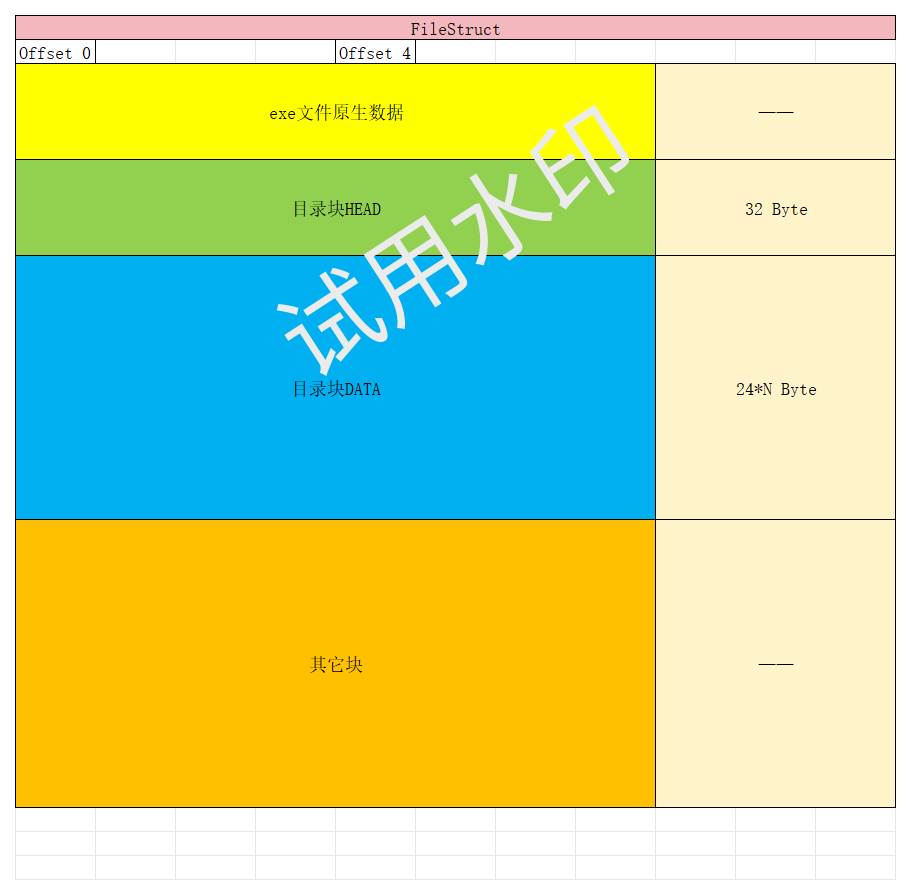 FileStruct
Offset 0 Offset 4
exe文件原生数据 ——
目录块HEAD 32 Byte
试用水印
目录块DATA 24*N Byte
其它块 ——